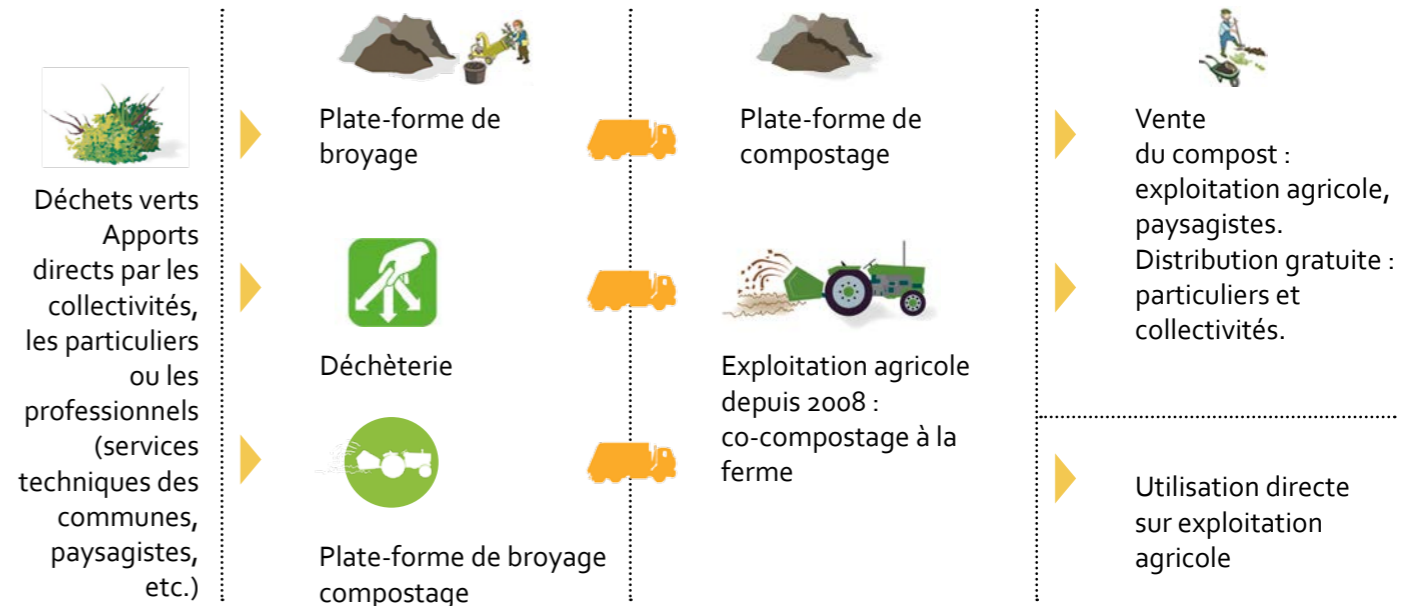 Déchets verts
Apports
directs par les
collectivités,
les particuliers
ou les
professionnels
(services
techniques des
communes,
paysagistes,
etc.)
Plate-forme de
broyage
Déchèterie
Plate-forme de broyage
compostage
Plate-forme de
compostage
Exploitation agricole
depuis 2008 :
co-compostage à la
ferme
Vente
du compost :
exploitation agricole,
paysagistes.
Distribution gratuite :
particuliers et
collectivités.
Utilisation directe
sur exploitation
agricole